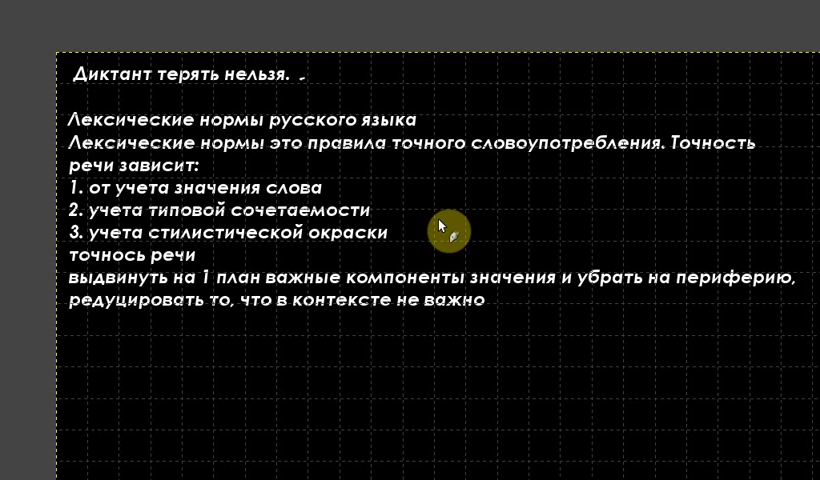 Диктант терять нельзя. -
Лексические нормы русского языка
Лексические нормы это правила точного словоупотребления. Точность
речи зависит:
1. от учета значения слова
2. учета типовой сочетаемости
3. учета стилистической окраски
точнось речи
выдвинуть на 1 план важные компоненты значения и убрать на периферию,
редуцировать то, что в контексте не важно